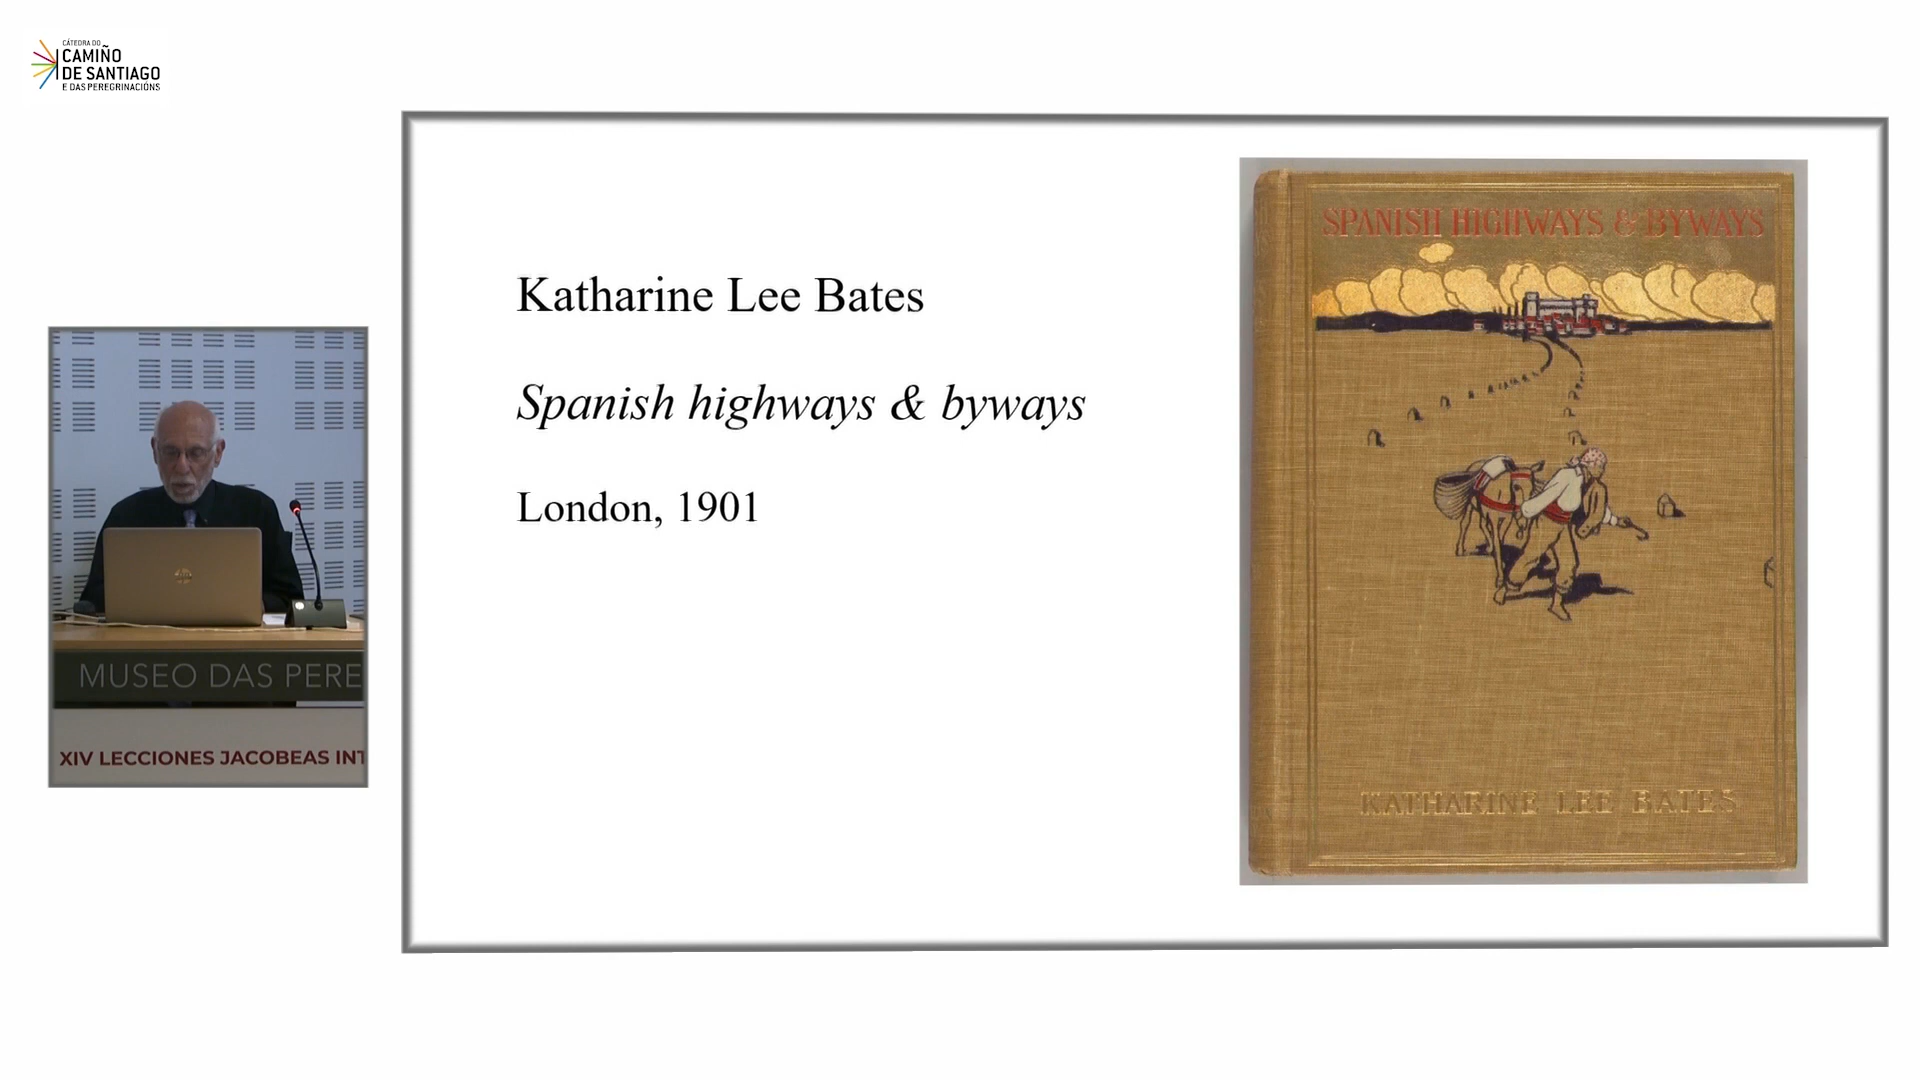 CÁTEDRA DO
CAMIÑO
DE SANTIAGO
E DAS PEREGRINACIÓNS
Katharine Lee Bates
Spanish highways & byways
London, 1901
SPANISH HIGHWAYS & BYWAYS
KATHARINE LEE BATES
MUSEO DAS PERE
XIV LECCIONES JACOBEAS INT